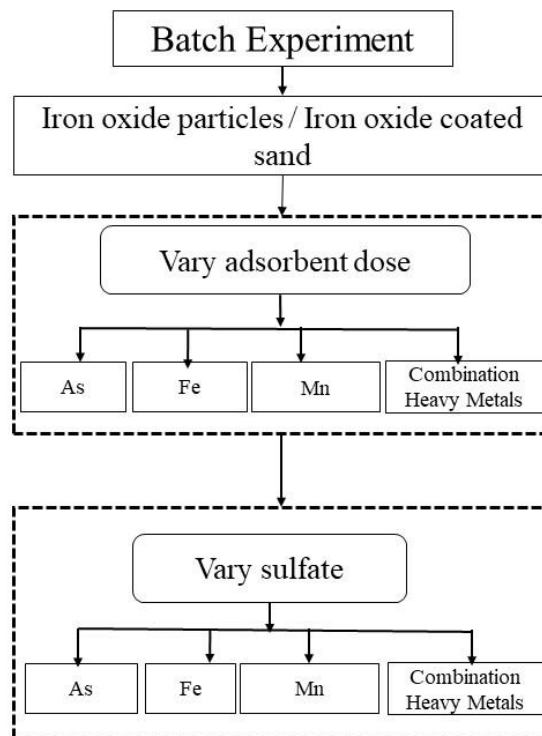 Batch Experiment
Iron oxide particles / Iron oxide coated
sand
Vary adsorbent dose
As
Fe
Mn
Combination
Heavy Metals
Vary sulfate
As
Fe
Mn
Combination
Heavy Metals